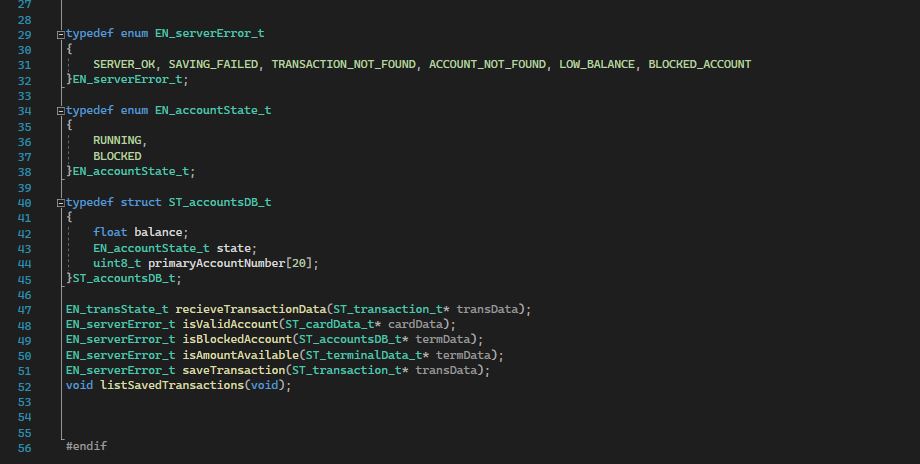 27
28
29 typedef enum EN_serverError_t
30 {
31 SERVER_OK, SAVING_FAILED, TRANSACTION_NOT_FOUND, ACCOUNT_NOT_FOUND, LOW_BALANCE, BLOCKED_ACCOUNT
32 }EN_serverError_t;
33
34 typedef enum EN_accountState_t
35 {
36 RUNNING,
37 BLOCKED
38 }EN_accountState_t;
39
40 typedef struct ST_accountsDB_t
41 {
42 float balance;
43 EN_accountState_t state;
44 uint8_t primaryAccountNumber[20];
45 }ST_accountsDB_t;
46
47 EN_transState_t recieveTransactionData(ST_transaction_t* transData);
48 EN_serverError_t isValidAccount(ST_cardData_t* cardData);
49 EN_serverError_t isBlockedAccount(ST_accountsDB_t* termData);
50 EN_serverError_t isAmountAvailable(ST_terminalData_t* termData);
51 EN_serverError_t saveTransaction(ST_transaction_t* transData);
52 void listSavedTransactions(void);
53
54
55
56 #endif